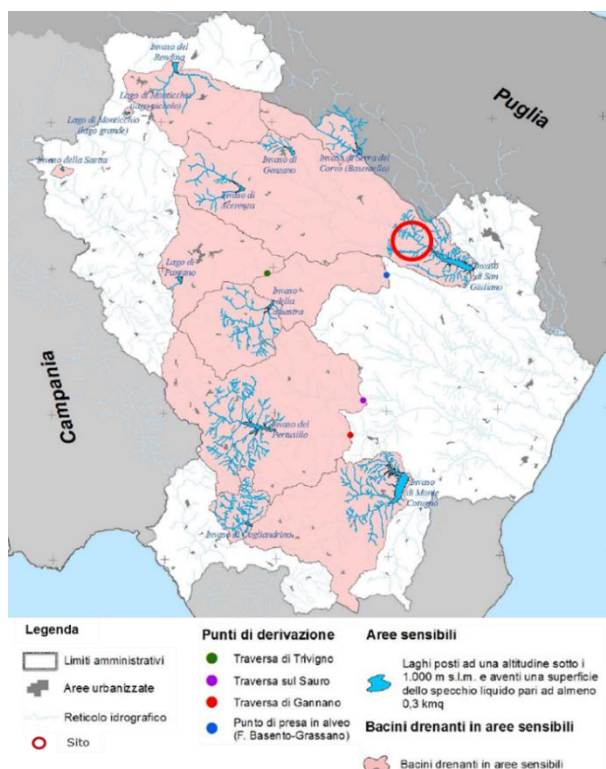 Invaso del
Rendina
Lago di Monticchio
(lago piccolo)
Lago di Monticchio
(lago grande)
Puglia
Invaso della Saetta
Invaso di
Genzano
Invaso di Serra del
Corvo (Basentello)
Invaso di
Acerenza
Lago di
Pantano
Invaso
di San
Giuliano
Invaso
della
Camastra
Campania
Invaso del
Pertusillo
Invaso
di Monte
Cotugno
Invaso di Cogliandrino
Legenda
Limiti amministrativi
Aree urbanizzate
Reticolo idrografico
Sito
Punti di derivazione
Traversa di Trivigno
Traversa sul Sauro
Traversa di Gannano
Punto di presa in alveo
(F. Basento-Grassano)
Aree sensibili
Laghi posti ad una altitudine sotto i
1.000 m s.l.m. e aventi una superficie
dello specchio liquido pari ad almeno
0,3 kmq
Bacini drenanti in aree sensibili
Bacini drenanti in aree sensibili